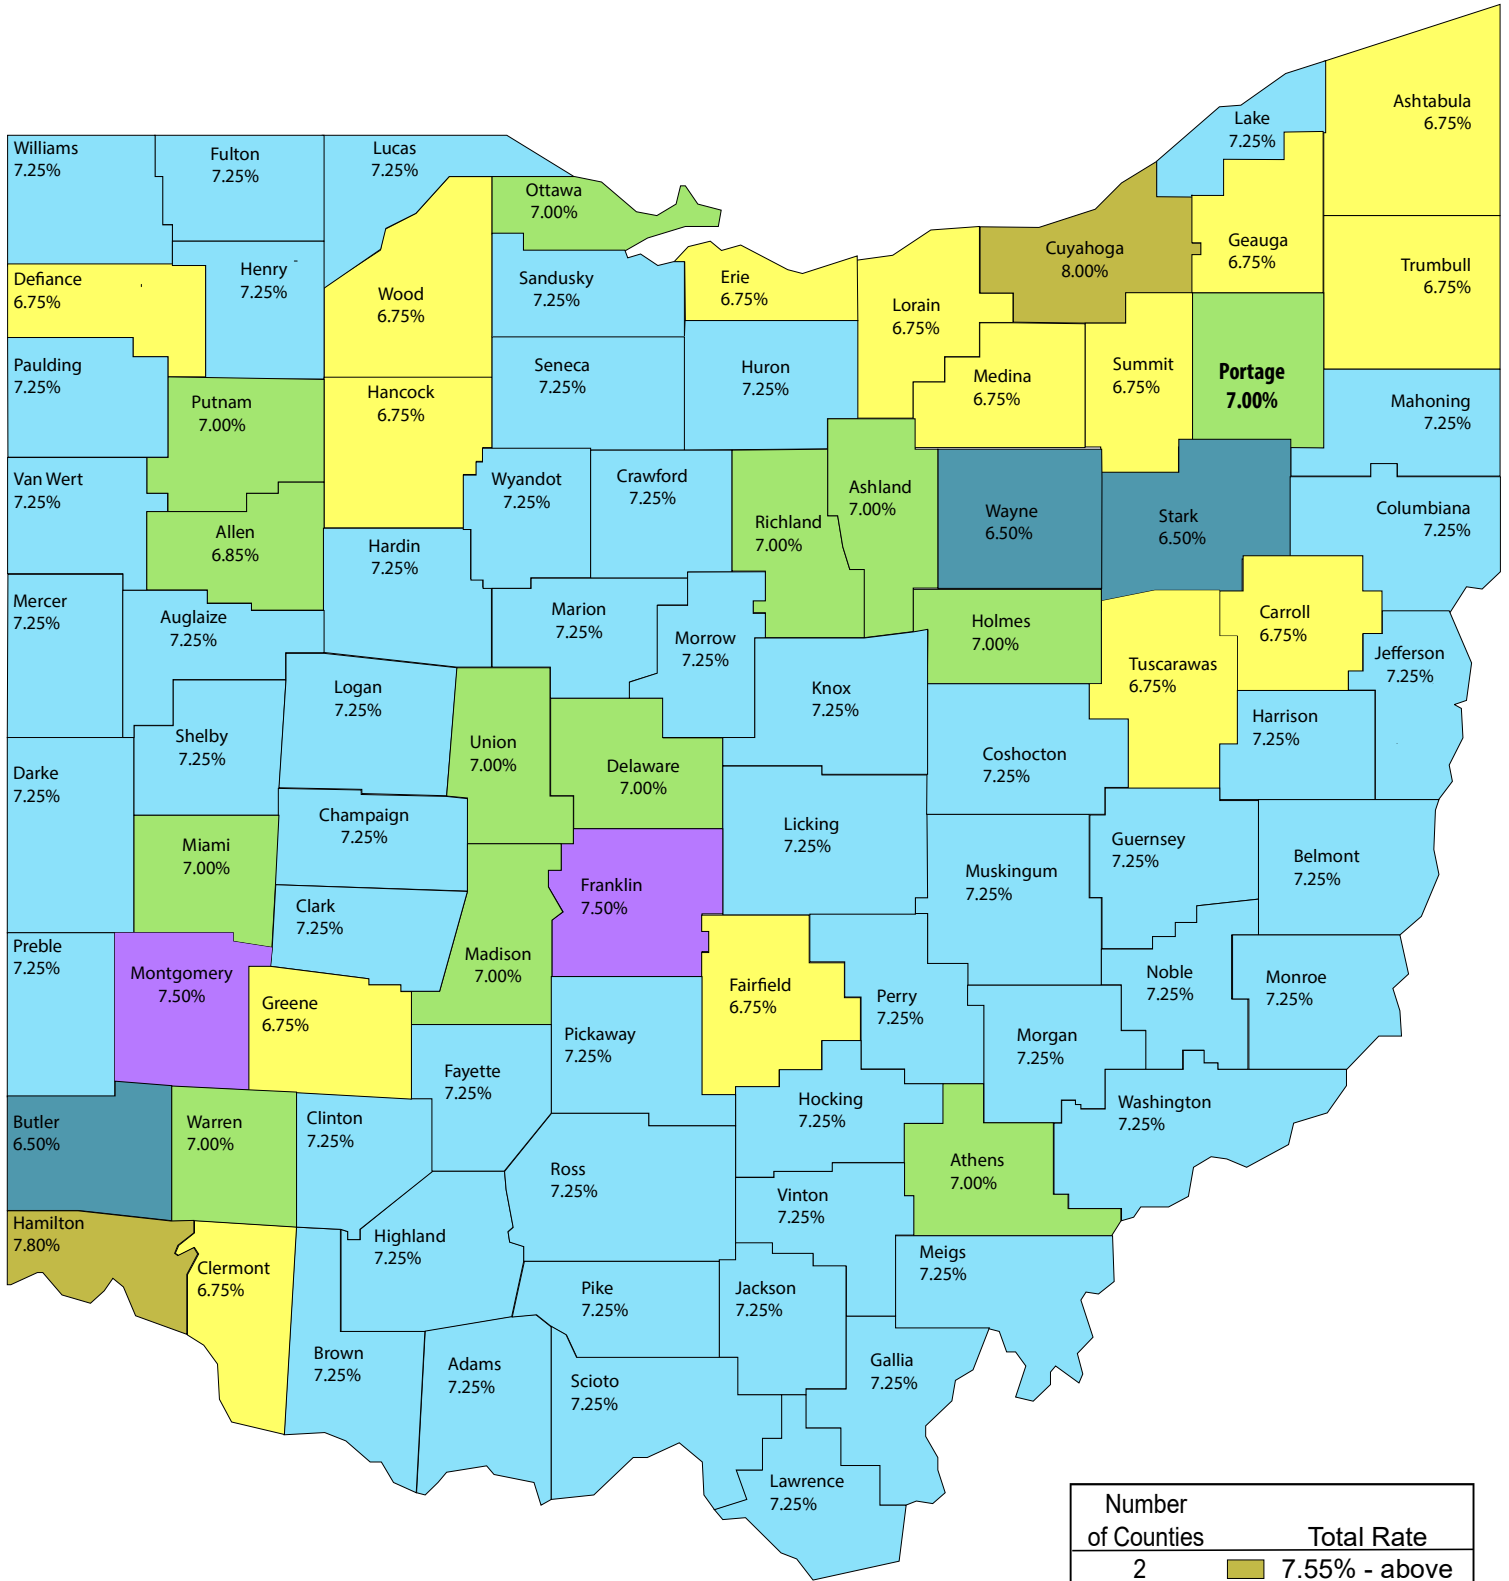 Ashtabula
6.75%
Lake
7.25%
Williams
7.25%
Fulton
7.25%
Lucas
7.25%
Ottawa
7.00%
Cuyahoga
8.00%
Geauga
6.75%
Trumbull
6.75%
Defiance
6.75%
Henry
7.25%
Wood
6.75%
Sandusky
7.25%
Erie
6.75%
Lorain
6.75%
Paulding
7.25%
Putnam
7.00%
Hancock
6.75%
Seneca
7.25%
Huron
7.25%
Medina
6.75%
Summit
6.75%
Portage
7.00%
Mahoning
7.25%
Van Wert
7.25%
Allen
6.85%
Wyandot
7.25%
Crawford
7.25%
Richland
7.00%
Ashland
7.00%
Wayne
6.50%
Stark
6.50%
Columbiana
7.25%
Hardin
7.25%
Mercer
7.25%
Auglaize
7.25%
Marion
7.25%
Morrow
7.25%
Holmes
7.00%
Tuscarawas
6.75%
Carroll
6.75%
Jefferson
7.25%
Logan
7.25%
Knox
7.25%
Harrison
7.25%
Shelby
7.25%
Union
7.00%
Delaware
7.00%
Coshocton
7.25%
Darke
7.25%
Champaign
7.25%
Licking
7.25%
Guernsey
7.25%
Belmont
7.25%
Miami
7.00%
Muskingum
7.25%
Franklin
7.50%
Clark
7.25%
Preble
7.25%
Montgomery
7.50%
Madison
7.00%
Greene
6.75%
Fairfield
6.75%
Perry
7.25%
Noble
7.25%
Monroe
7.25%
Pickaway
7.25%
Morgan
7.25%
Fayette
7.25%
Hocking
7.25%
Washington
7.25%
Butler
6.50%
Warren
7.00%
Clinton
7.25%
Ross
7.25%
Athens
7.00%
Vinton
7.25%
Hamilton
7.80%
Highland
7.25%
Meigs
7.25%
Clermont
6.75%
Pike
7.25%
Jackson
7.25%
Brown
7.25%
Adams
7.25%
Scioto
7.25%
Gallia
7.25%
Lawrence
7.25%
Number
of Counties Total Rate
2 7.55% - above